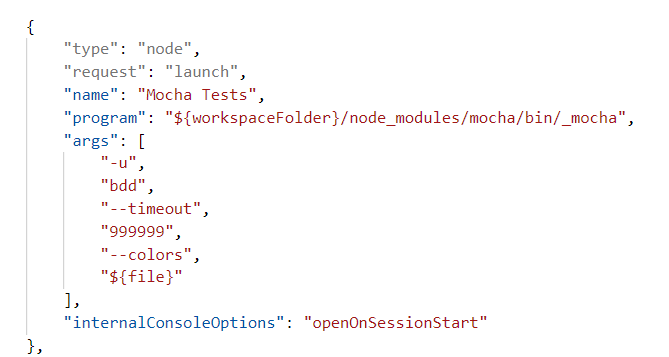 {
    "type": "node",
    "request": "launch",
    "name": "Mocha Tests",
    "program": "${workspaceFolder}/node_modules/mocha/bin/_mocha",
    "args": [
        "-u",
        "bdd",
        "--timeout",
        "999999",
        "--colors",
        "${file}"
    ],
    "internalConsoleOptions": "openOnSessionStart"
},